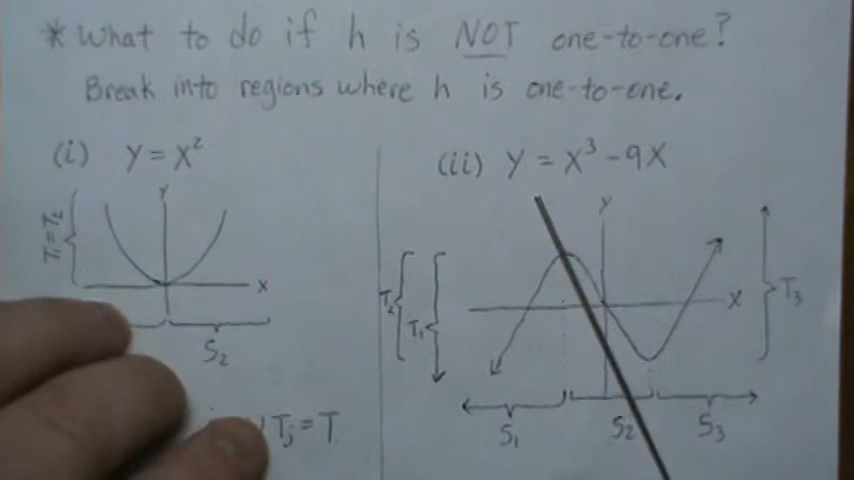 * What to do if h is NOT one-to-one?
Break into regions where h is one-to-one.
(i) Y = X²
Y
T₁ = T₂
X
S₂
Tⱼ = T
(ii) Y = X³ - 9X
Y
T₂
T₁
X
T₃
S₁
S₂
S₃